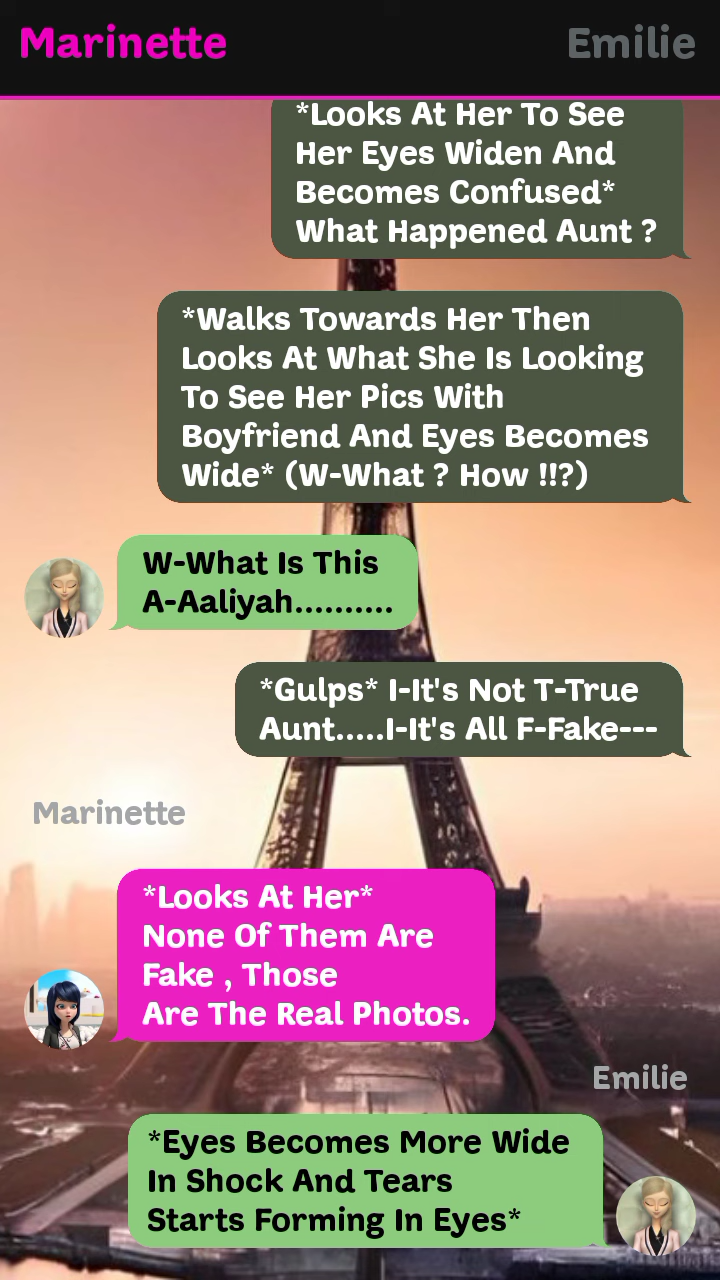 Marinette Emilie
*Looks At Her To See
Her Eyes Widen And
Becomes Confused*
What Happened Aunt ?
*Walks Towards Her Then
Looks At What She Is Looking
To See Her Pics With
Boyfriend And Eyes Becomes
Wide* (W-What ? How !!?)
W-What Is This
A-Aaliyah..........
*Gulps* I-It's Not T-True
Aunt.....I-It's All F-Fake---
Marinette
*Looks At Her*
None Of Them Are
Fake , Those
Are The Real Photos.
Emilie
*Eyes Becomes More Wide
In Shock And Tears
Starts Forming In Eyes*